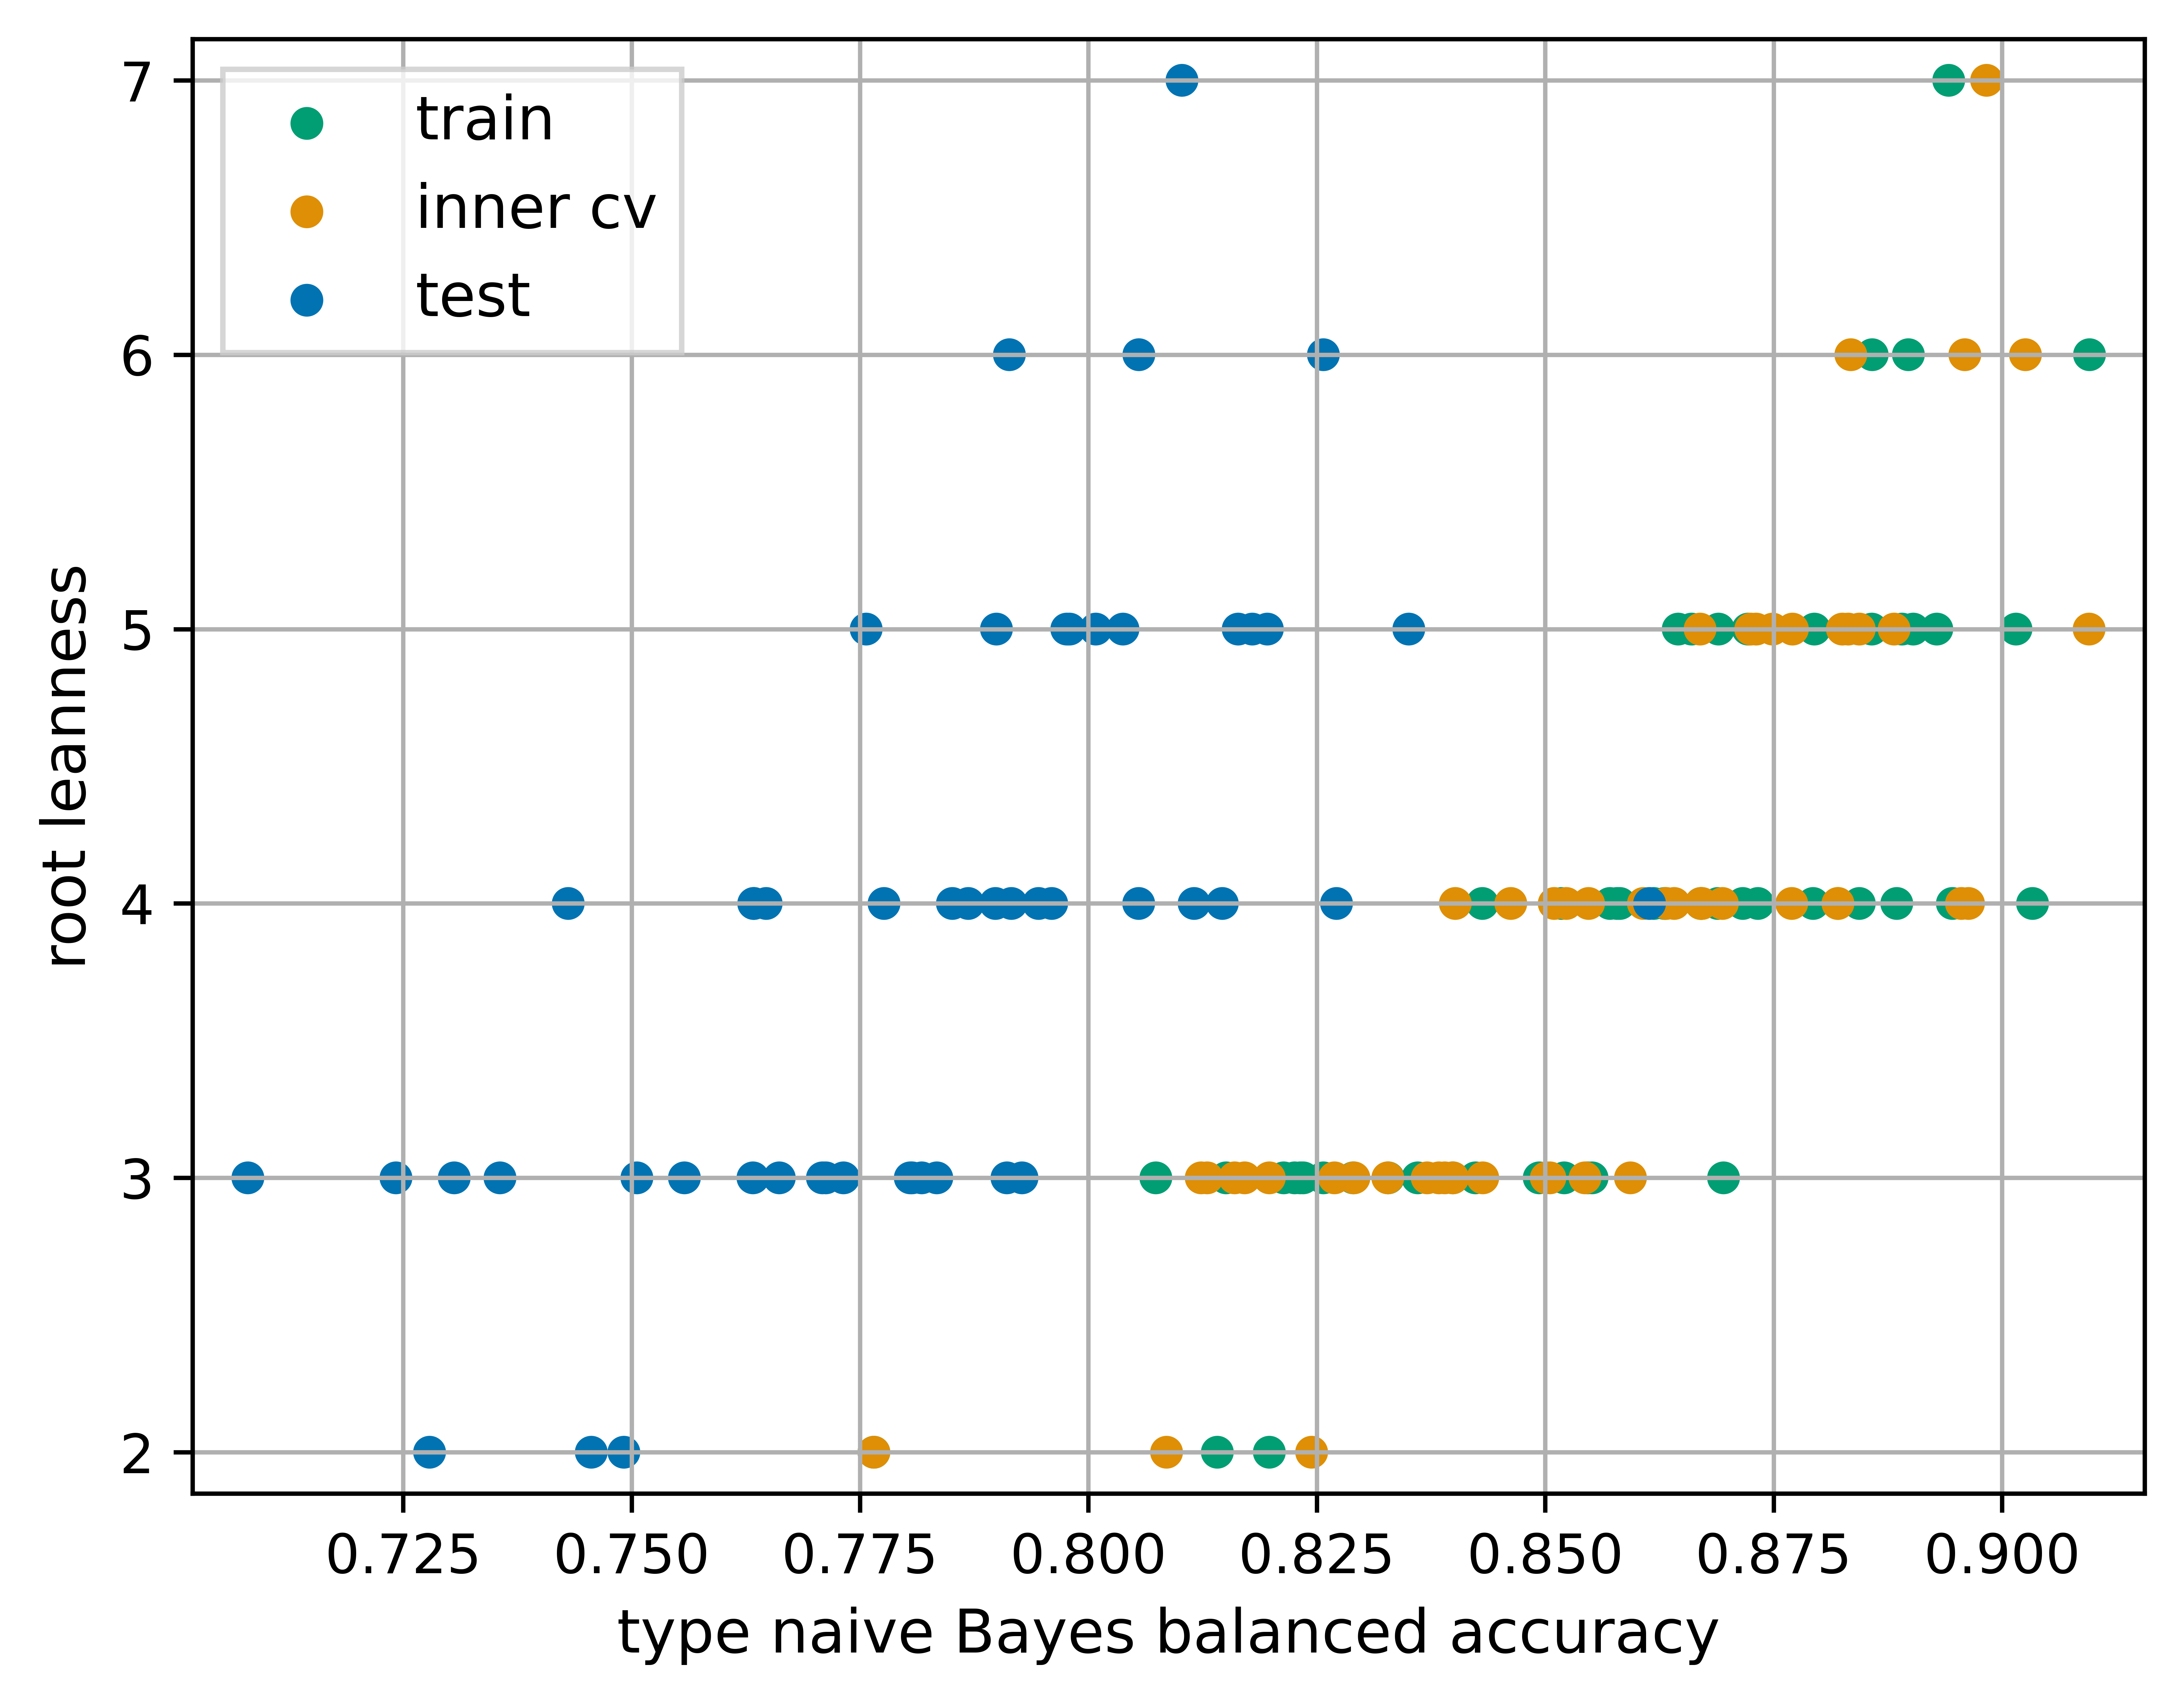 train
inner cv
test
7
6
5
4
3
2
root leanness
0.725 0.750 0.775 0.800 0.825 0.850 0.875 0.900
type naive Bayes balanced accuracy